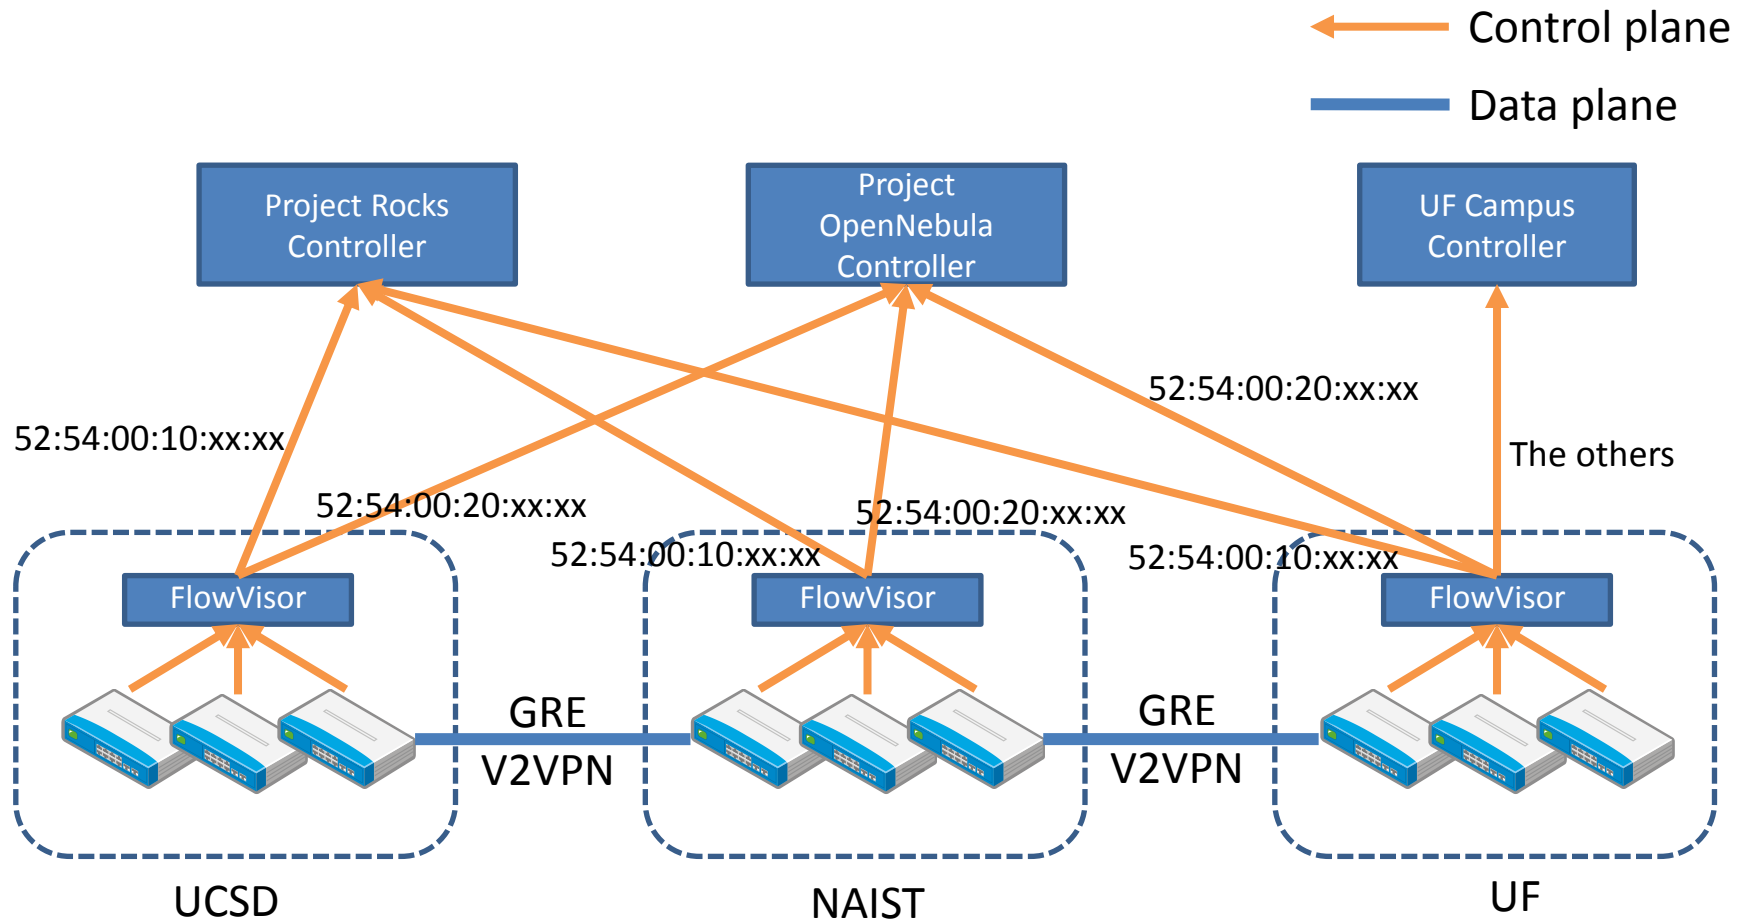 Control plane
Data plane
Project Rocks
Controller
Project
OpenNebula
Controller
UF Campus
Controller
52:54:00:20:xx:xx
52:54:00:10:xx:xx
The others
52:54:00:20:xx:xx
52:54:00:20:xx:xx
52:54:00:10:xx:xx
52:54:00:10:xx:xx
FlowVisor
FlowVisor
FlowVisor
GRE
V2VPN
GRE
V2VPN
UCSD
NAIST
UF